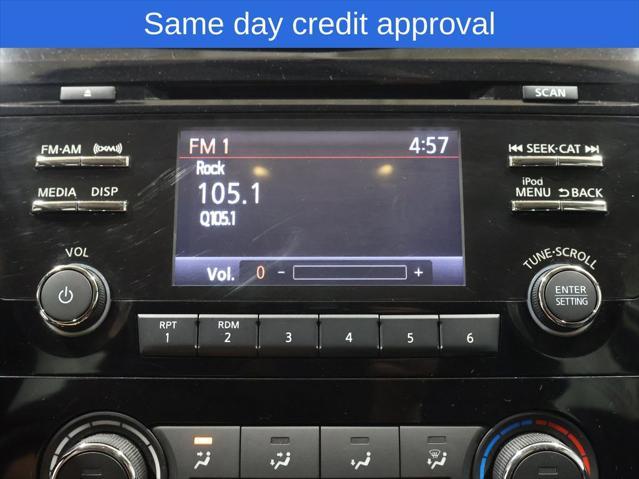 Same day credit approval
SCAN
FM·AM ((XM))
SEEK·CAT
MEDIA DISP
iPod
MENU BACK
FM 1 4:57
Rock
105.1
Q105.1
Vol. 0 - +
VOL
TUNE·SCROLL
ENTER
SETTING
RPT
1
RDM
2
3
4
5
6